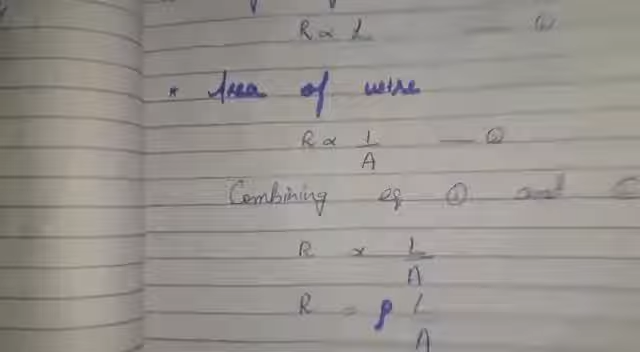 R ∝ L — ①
* Area of wire
R ∝ 1/A — ②
Combining eq ① and
R ∝ L/A
R = ρ L/A